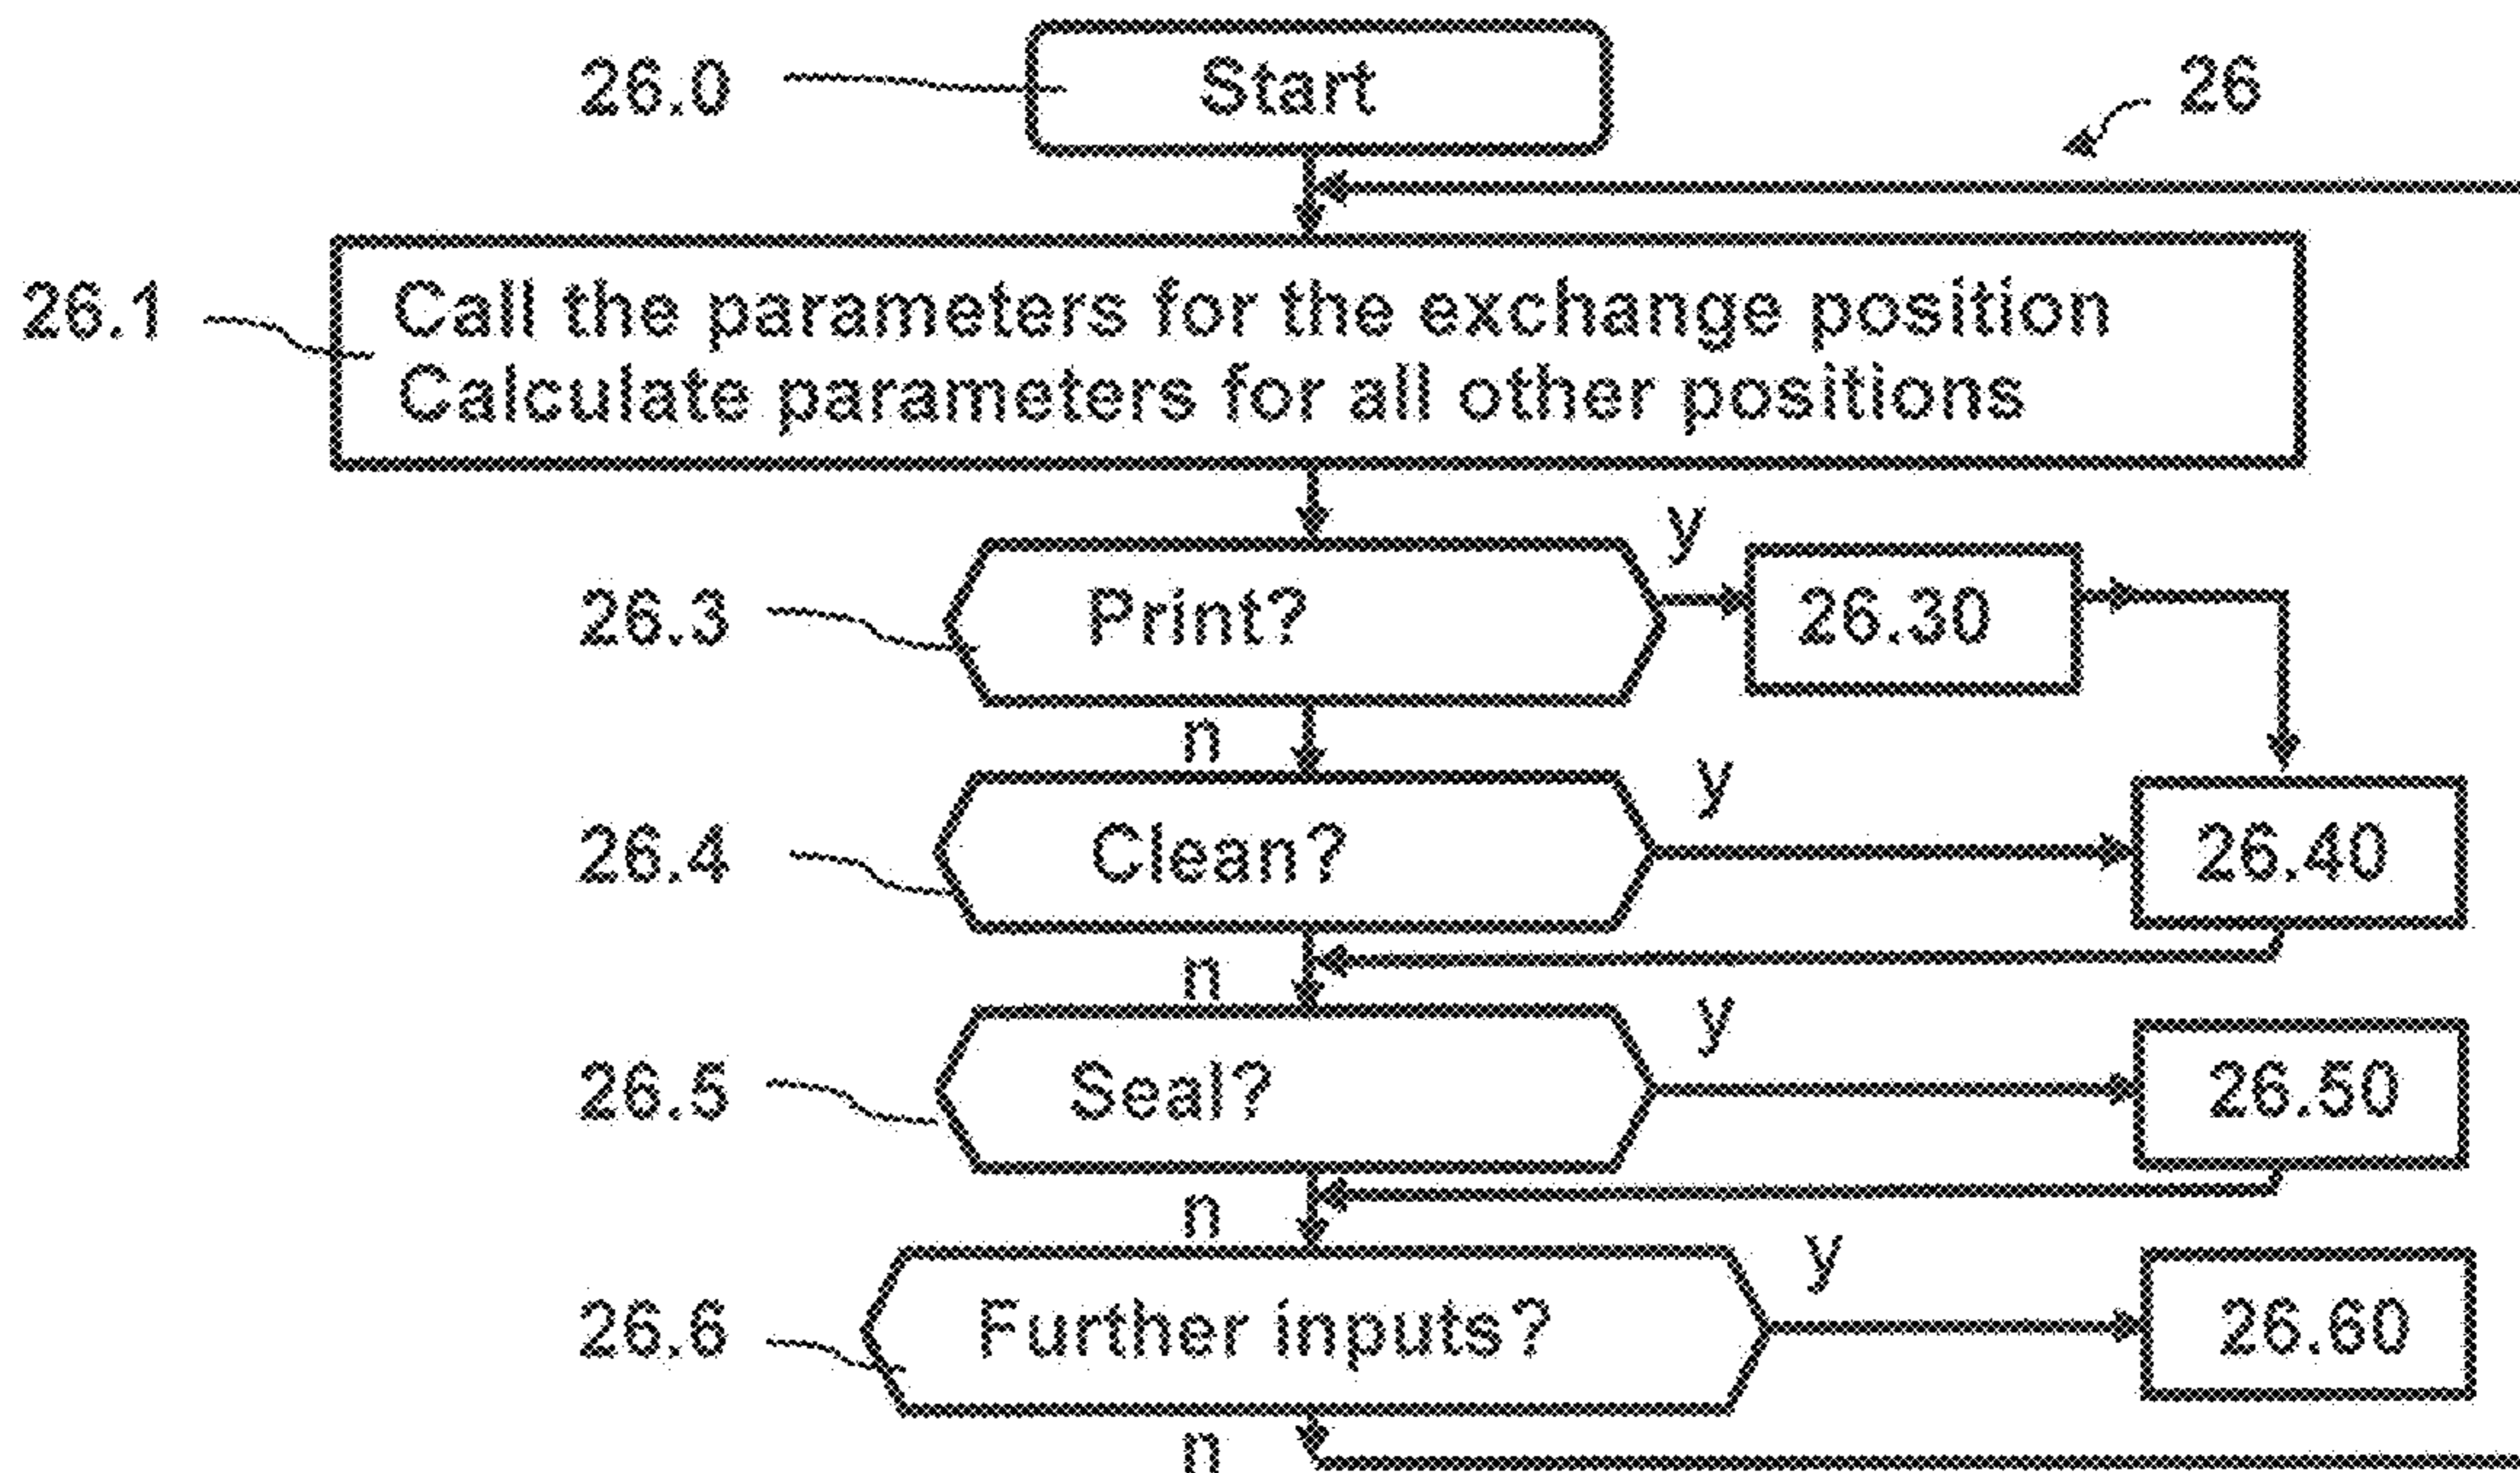 26.0
Start
26
26.1
Call the parameters for the exchange position
Calculate parameters for all other positions
y
26.3
Print?
26.30
n
y
26.4
Clean?
26.40
n
y
26.5
Seal?
26.50
n
y
26.6
Further inputs?
26.60
n